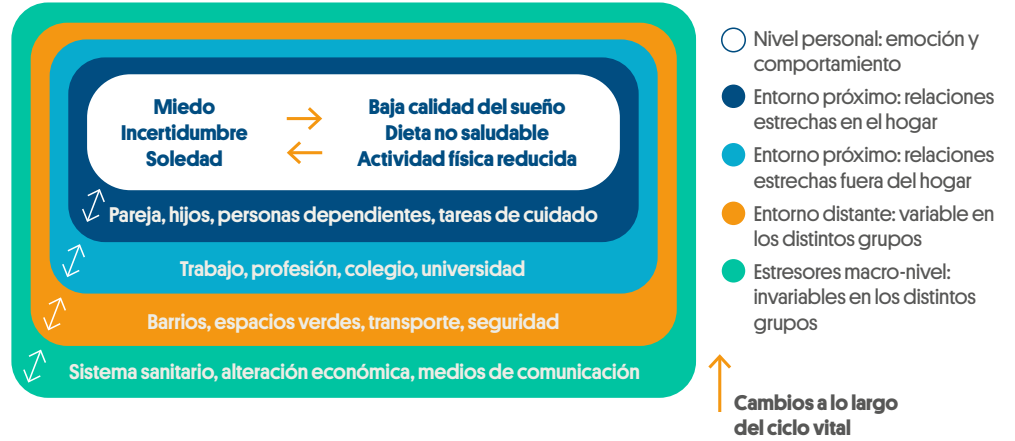 Miedo
Incertidumbre
Soledad
Baja calidad del sueño
Dieta no saludable
Actividad física reducida
Pareja, hijos, personas dependientes, tareas de cuidado
Trabajo, profesión, colegio, universidad
Barrios, espacios verdes, transporte, seguridad
Sistema sanitario, alteración económica, medios de comunicación
Nivel personal: emoción y
comportamiento
Entorno próximo: relaciones
estrechas en el hogar
Entorno próximo: relaciones
estrechas fuera del hogar
Entorno distante: variable en
los distintos grupos
Estresores macro-nivel:
invariables en los distintos
grupos
Cambios a lo largo
del ciclo vital